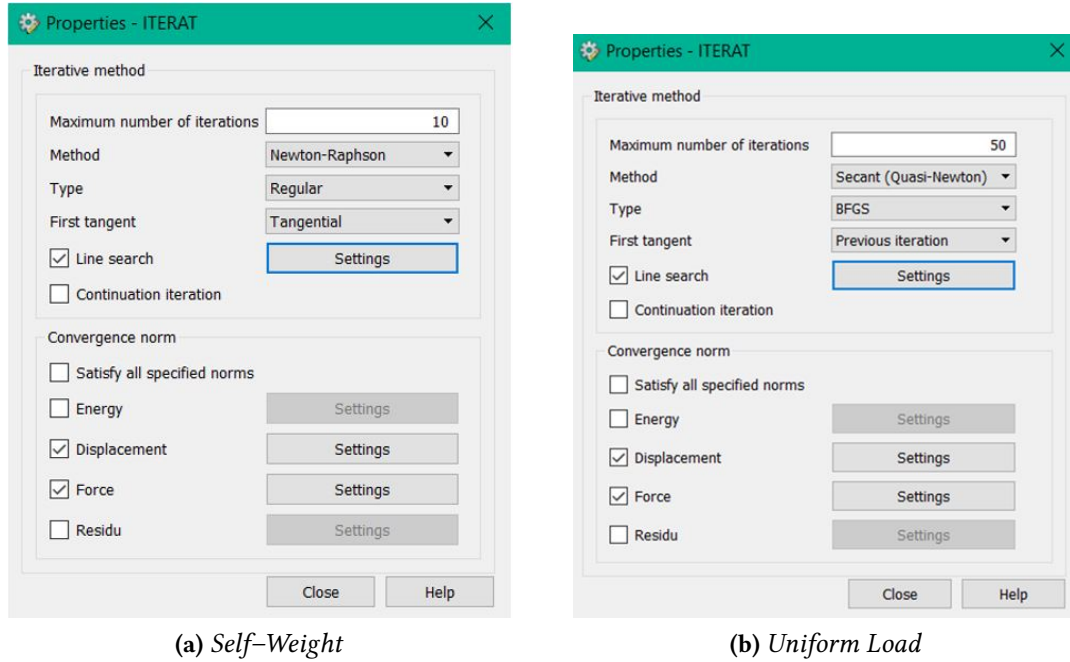 Properties - ITERAT
Iterative method
Maximum number of iterations 10
Method Newton-Raphson
Type Regular
First tangent Tangential
Line search Settings
Continuation iteration
Convergence norm
Satisfy all specified norms
Energy Settings
Displacement Settings
Force Settings
Residu Settings
Close Help
(a) Self–Weight
Properties - ITERAT
Iterative method
Maximum number of iterations 50
Method Secant (Quasi-Newton)
Type BFGS
First tangent Previous iteration
Line search Settings
Continuation iteration
Convergence norm
Satisfy all specified norms
Energy Settings
Displacement Settings
Force Settings
Residu Settings
Close Help
(b) Uniform Load